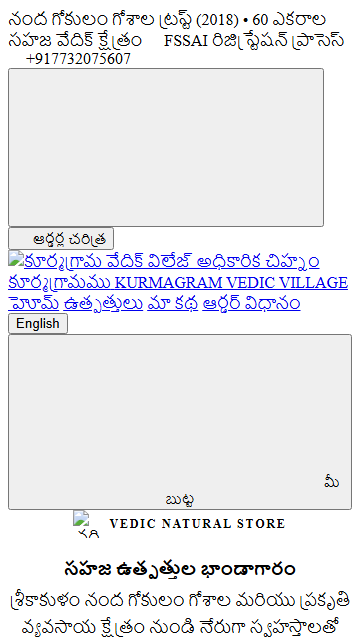 నంద గోకులం గోశాల ట్రస్ట్ (2018) • 60 ఎకరాల
సహజ వేదిక్ క్షేత్రం FSSAI రిజిస్ట్రేషన్ ప్రాసెస్
+917732075607
ఆర్డర్ల చరిత్ర
కూర్మగ్రామ వేదిక్ విలేజ్ అధికారిక చిహ్నం
కూర్మగ్రామము KURMAGRAM VEDIC VILLAGE
హోమ్ ఉత్పత్తులు మా కథ ఆర్డర్ విధానం
English
మీ
బుట్ట
VEDIC NATURAL STORE
సహజ ఉత్పత్తుల భాండాగారం
శ్రీకాకుళం నంద గోకులం గోశాల మరియు ప్రకృతి
వ్యవసాయ క్షేత్రం నుండి నేరుగా స్వహస్తాలతో